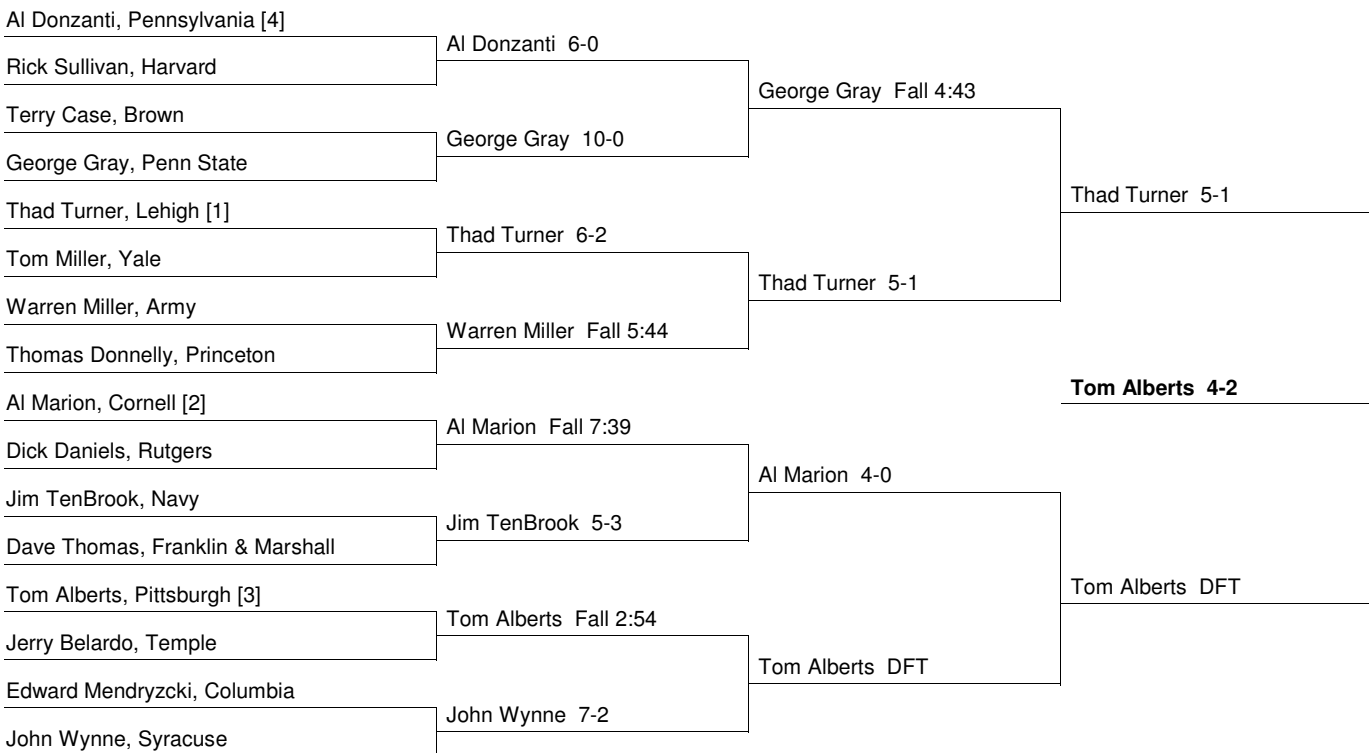 Al Donzanti, Pennsylvania [4]
Rick Sullivan, Harvard
Terry Case, Brown
George Gray, Penn State
Thad Turner, Lehigh [1]
Tom Miller, Yale
Warren Miller, Army
Thomas Donnelly, Princeton
Al Marion, Cornell [2]
Dick Daniels, Rutgers
Jim TenBrook, Navy
Dave Thomas, Franklin & Marshall
Tom Alberts, Pittsburgh [3]
Jerry Belardo, Temple
Edward Mendryzcki, Columbia
John Wynne, Syracuse
Al Donzanti 6-0
George Gray 10-0
Thad Turner 6-2
Warren Miller Fall 5:44
Al Marion Fall 7:39
Jim TenBrook 5-3
Tom Alberts Fall 2:54
John Wynne 7-2
George Gray Fall 4:43
Thad Turner 5-1
Al Marion 4-0
Tom Alberts DFT
Thad Turner 5-1
Tom Alberts 4-2
Tom Alberts DFT